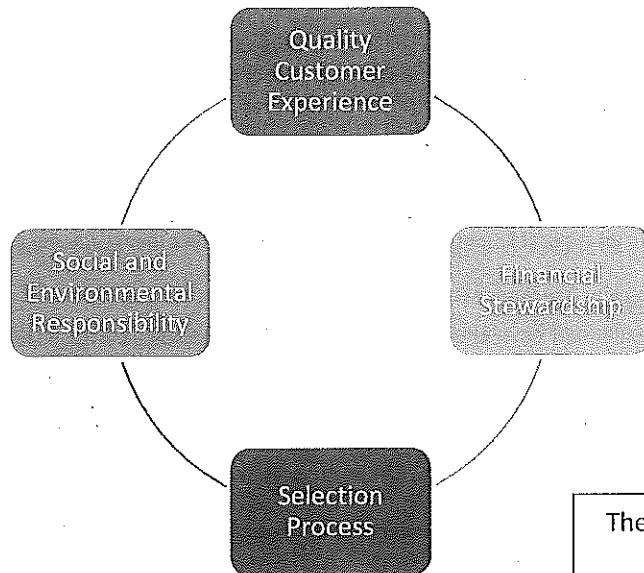 Quality
Customer
Experience
Social and
Environmental
Responsibility
Financial
Stewardship
Selection
Process
The